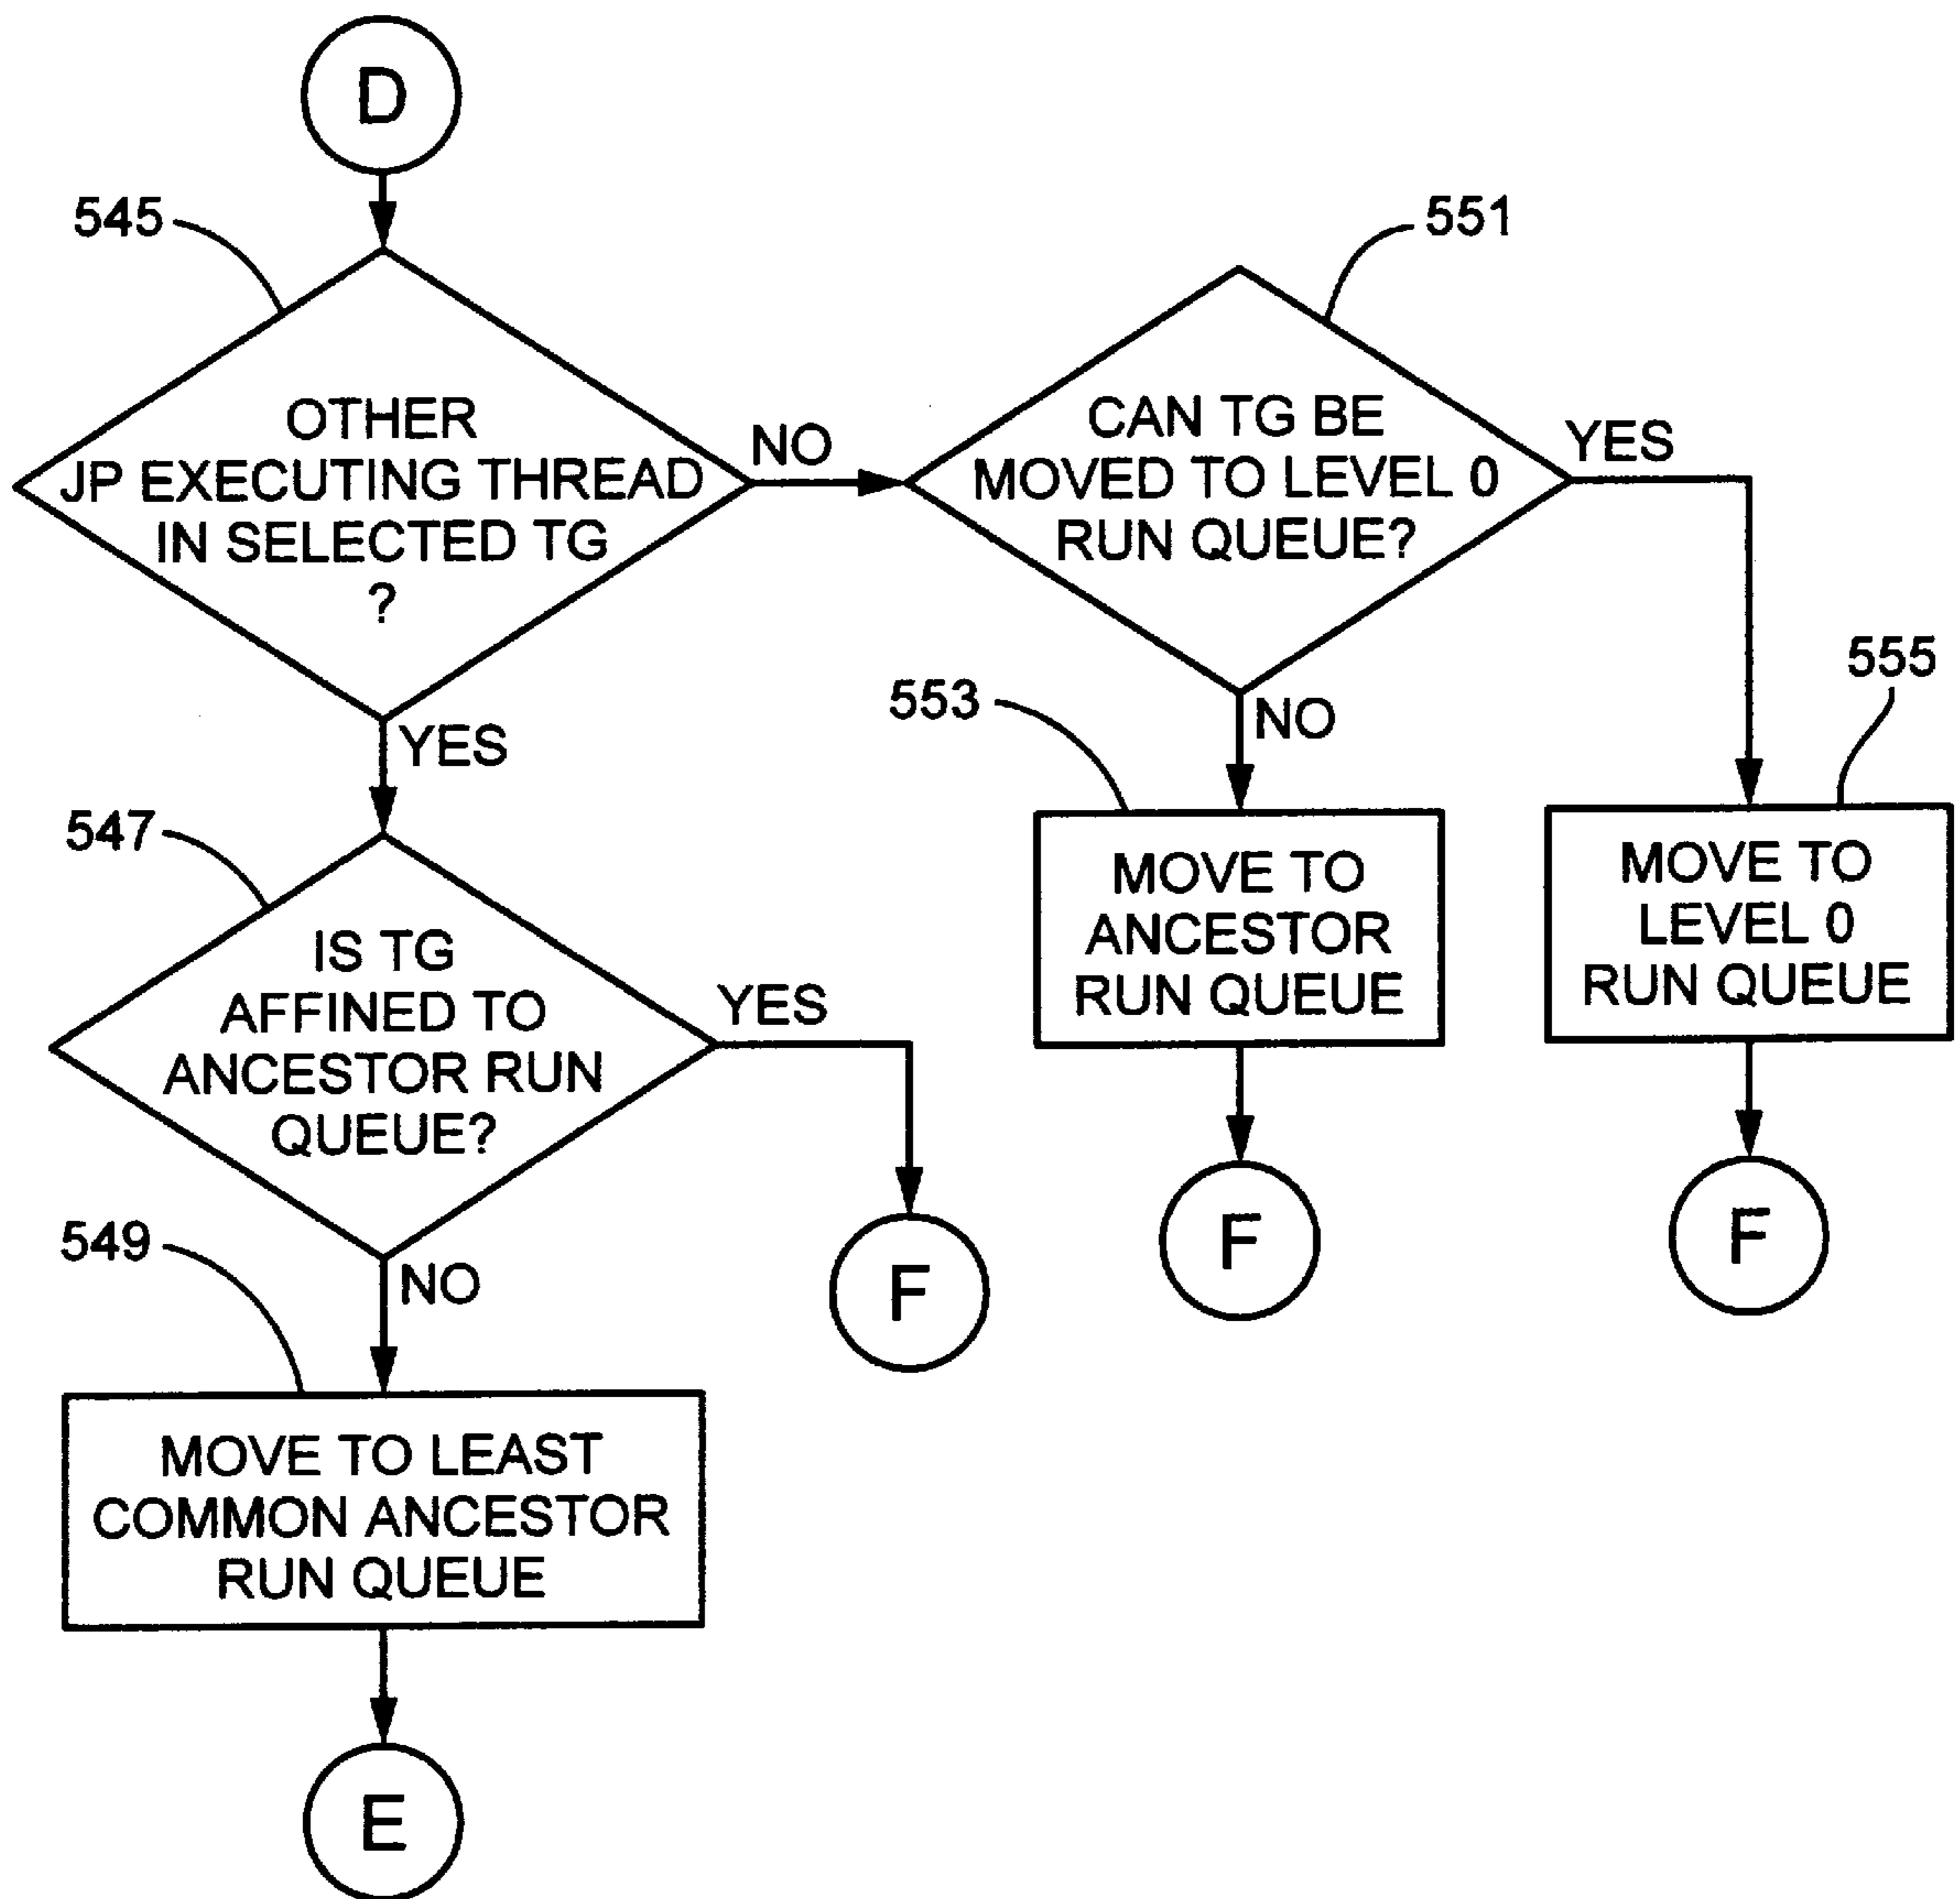 D
545
OTHER
JP EXECUTING THREAD
IN SELECTED TG
?
NO
YES
551
CAN TG BE
MOVED TO LEVEL 0
RUN QUEUE?
YES
NO
553
MOVE TO
ANCESTOR
RUN QUEUE
F
555
MOVE TO
LEVEL 0
RUN QUEUE
F
547
IS TG
AFFINED TO
ANCESTOR RUN
QUEUE?
YES
F
NO
549
MOVE TO LEAST
COMMON ANCESTOR
RUN QUEUE
E